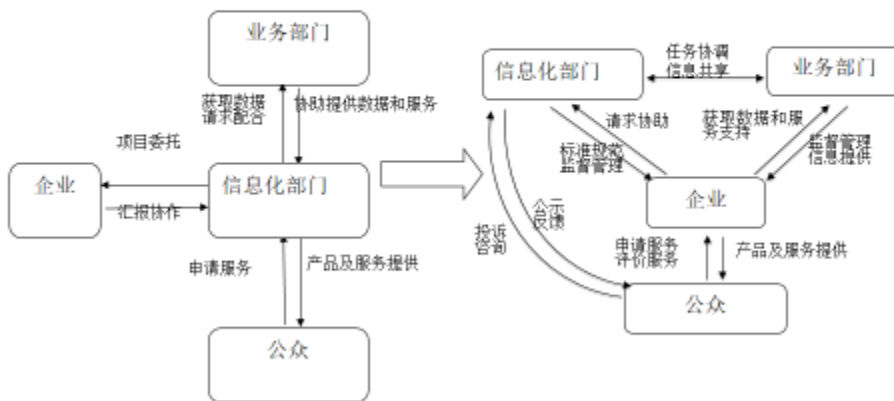 业务部门
获取数据
请求配合
协助提供数据和服务
项目委托
企业
信息化部门
汇报协作
申请服务
产品及服务提供
公众
信息化部门
任务协调
信息共享
业务部门
请求协助
标准规范
监督管理
获取数据和服
务支持
监督管理
信息提供
企业
投诉
咨询
公示
反馈
申请服务
评价服务
产品及服务提供
公众